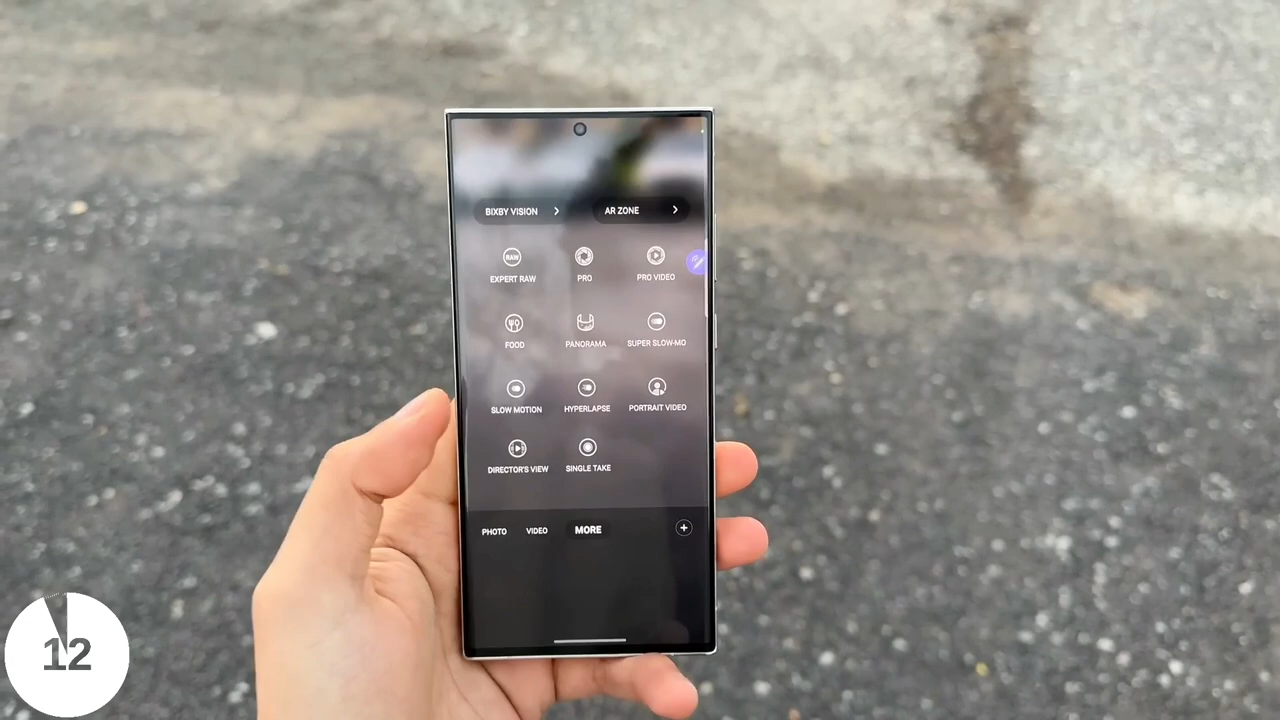 BIXBY VISION
AR ZONE
RAW
EXPERT RAW
PRO
PRO VIDEO
FOOD
PANORAMA
SUPER SLOW-MO
SLOW MOTION
HYPERLAPSE
PORTRAIT VIDEO
DIRECTOR'S VIEW
SINGLE TAKE
PHOTO
VIDEO
MORE
12